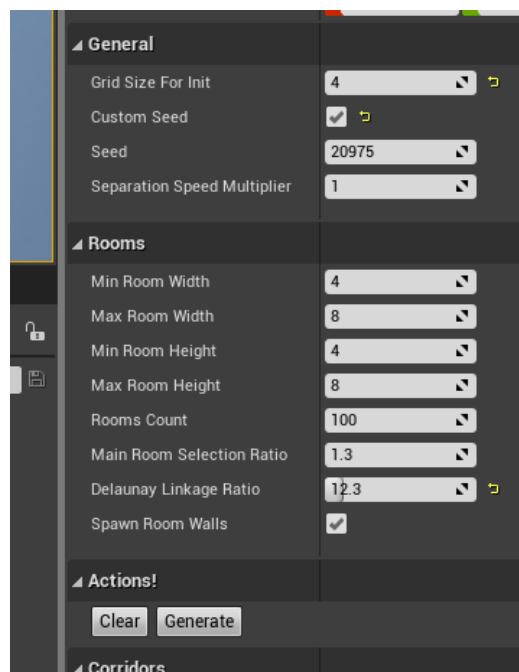 General
Grid Size For Init 4
Custom Seed
Seed 20975
Separation Speed Multiplier 1
Rooms
Min Room Width 4
Max Room Width 8
Min Room Height 4
Max Room Height 8
Rooms Count 100
Main Room Selection Ratio 1.3
Delaunay Linkage Ratio 12.3
Spawn Room Walls
Actions!
Clear Generate
Corridors